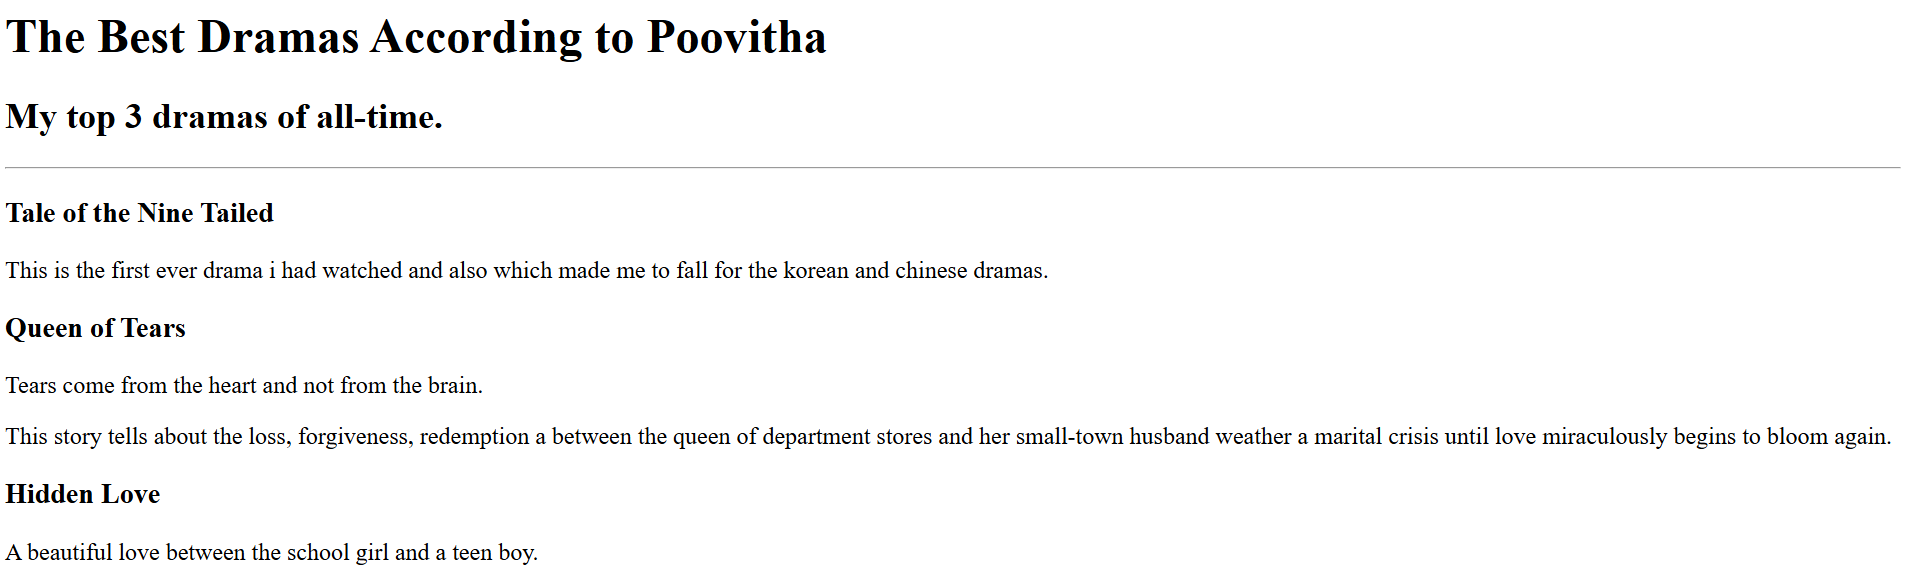 The Best Dramas According to Poovitha
My top 3 dramas of all-time.
Tale of the Nine Tailed
This is the first ever drama i had watched and also which made me to fall for the korean and chinese dramas.
Queen of Tears
Tears come from the heart and not from the brain.
This story tells about the loss, forgiveness, redemption a between the queen of department stores and her small-town husband weather a marital crisis until love miraculously begins to bloom again.
Hidden Love
A beautiful love between the school girl and a teen boy.